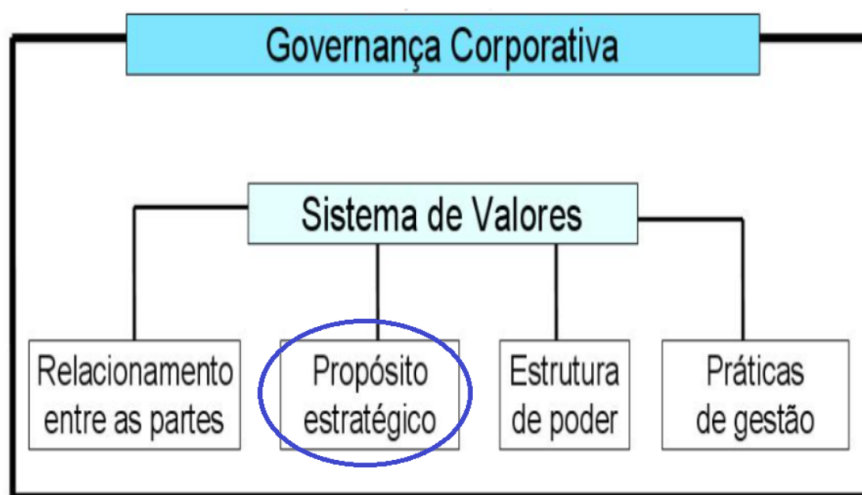 Governança Corporativa
Sistema de Valores
Relacionamento
entre as partes
Propósito
estratégico
Estrutura
de poder
Práticas
de gestão